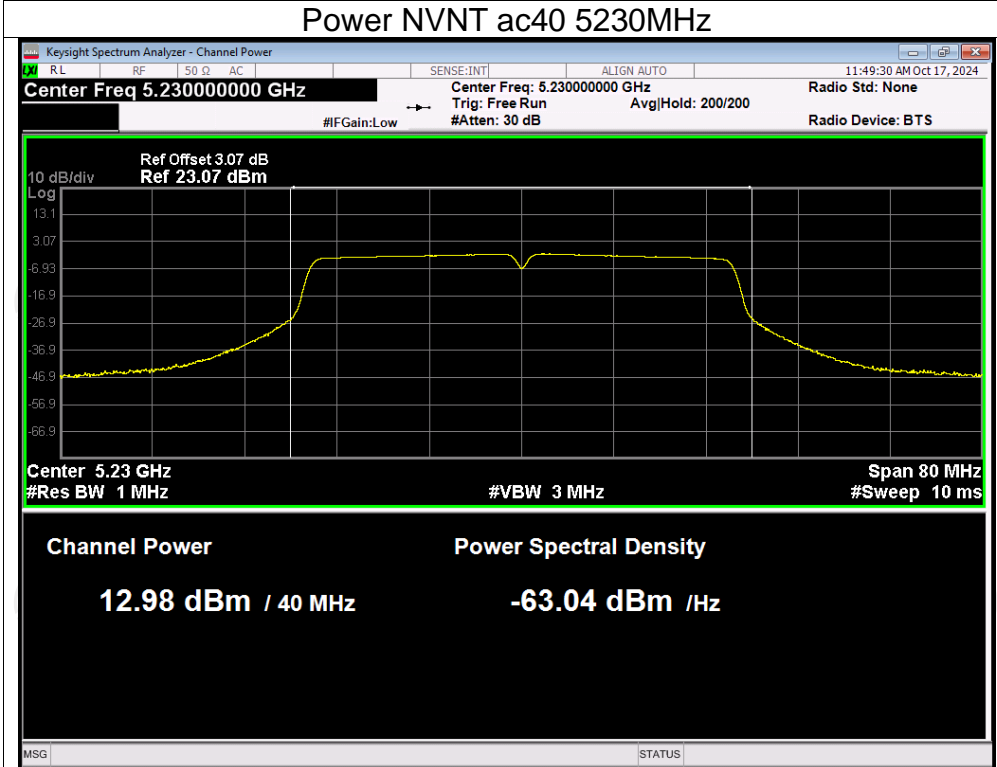 Power NVNT ac40 5230MHz
Keysight Spectrum Analyzer - Channel Power
LXI RL RF 50 Ω AC SENSE:INT ALIGN AUTO 11:49:30 AM Oct 17, 2024
Center Freq 5.230000000 GHz Center Freq: 5.230000000 GHz Radio Std: None
Trig: Free Run Avg|Hold: 200/200
#IFGain:Low #Atten: 30 dB Radio Device: BTS
Ref Offset 3.07 dB
10 dB/div Ref 23.07 dBm
Log
13.1
3.07
-6.93
-16.9
-26.9
-36.9
-46.9
-56.9
-66.9
Center 5.23 GHz Span 80 MHz
#Res BW 1 MHz #VBW 3 MHz #Sweep 10 ms
Channel Power Power Spectral Density
12.98 dBm / 40 MHz -63.04 dBm /Hz
MSG STATUS